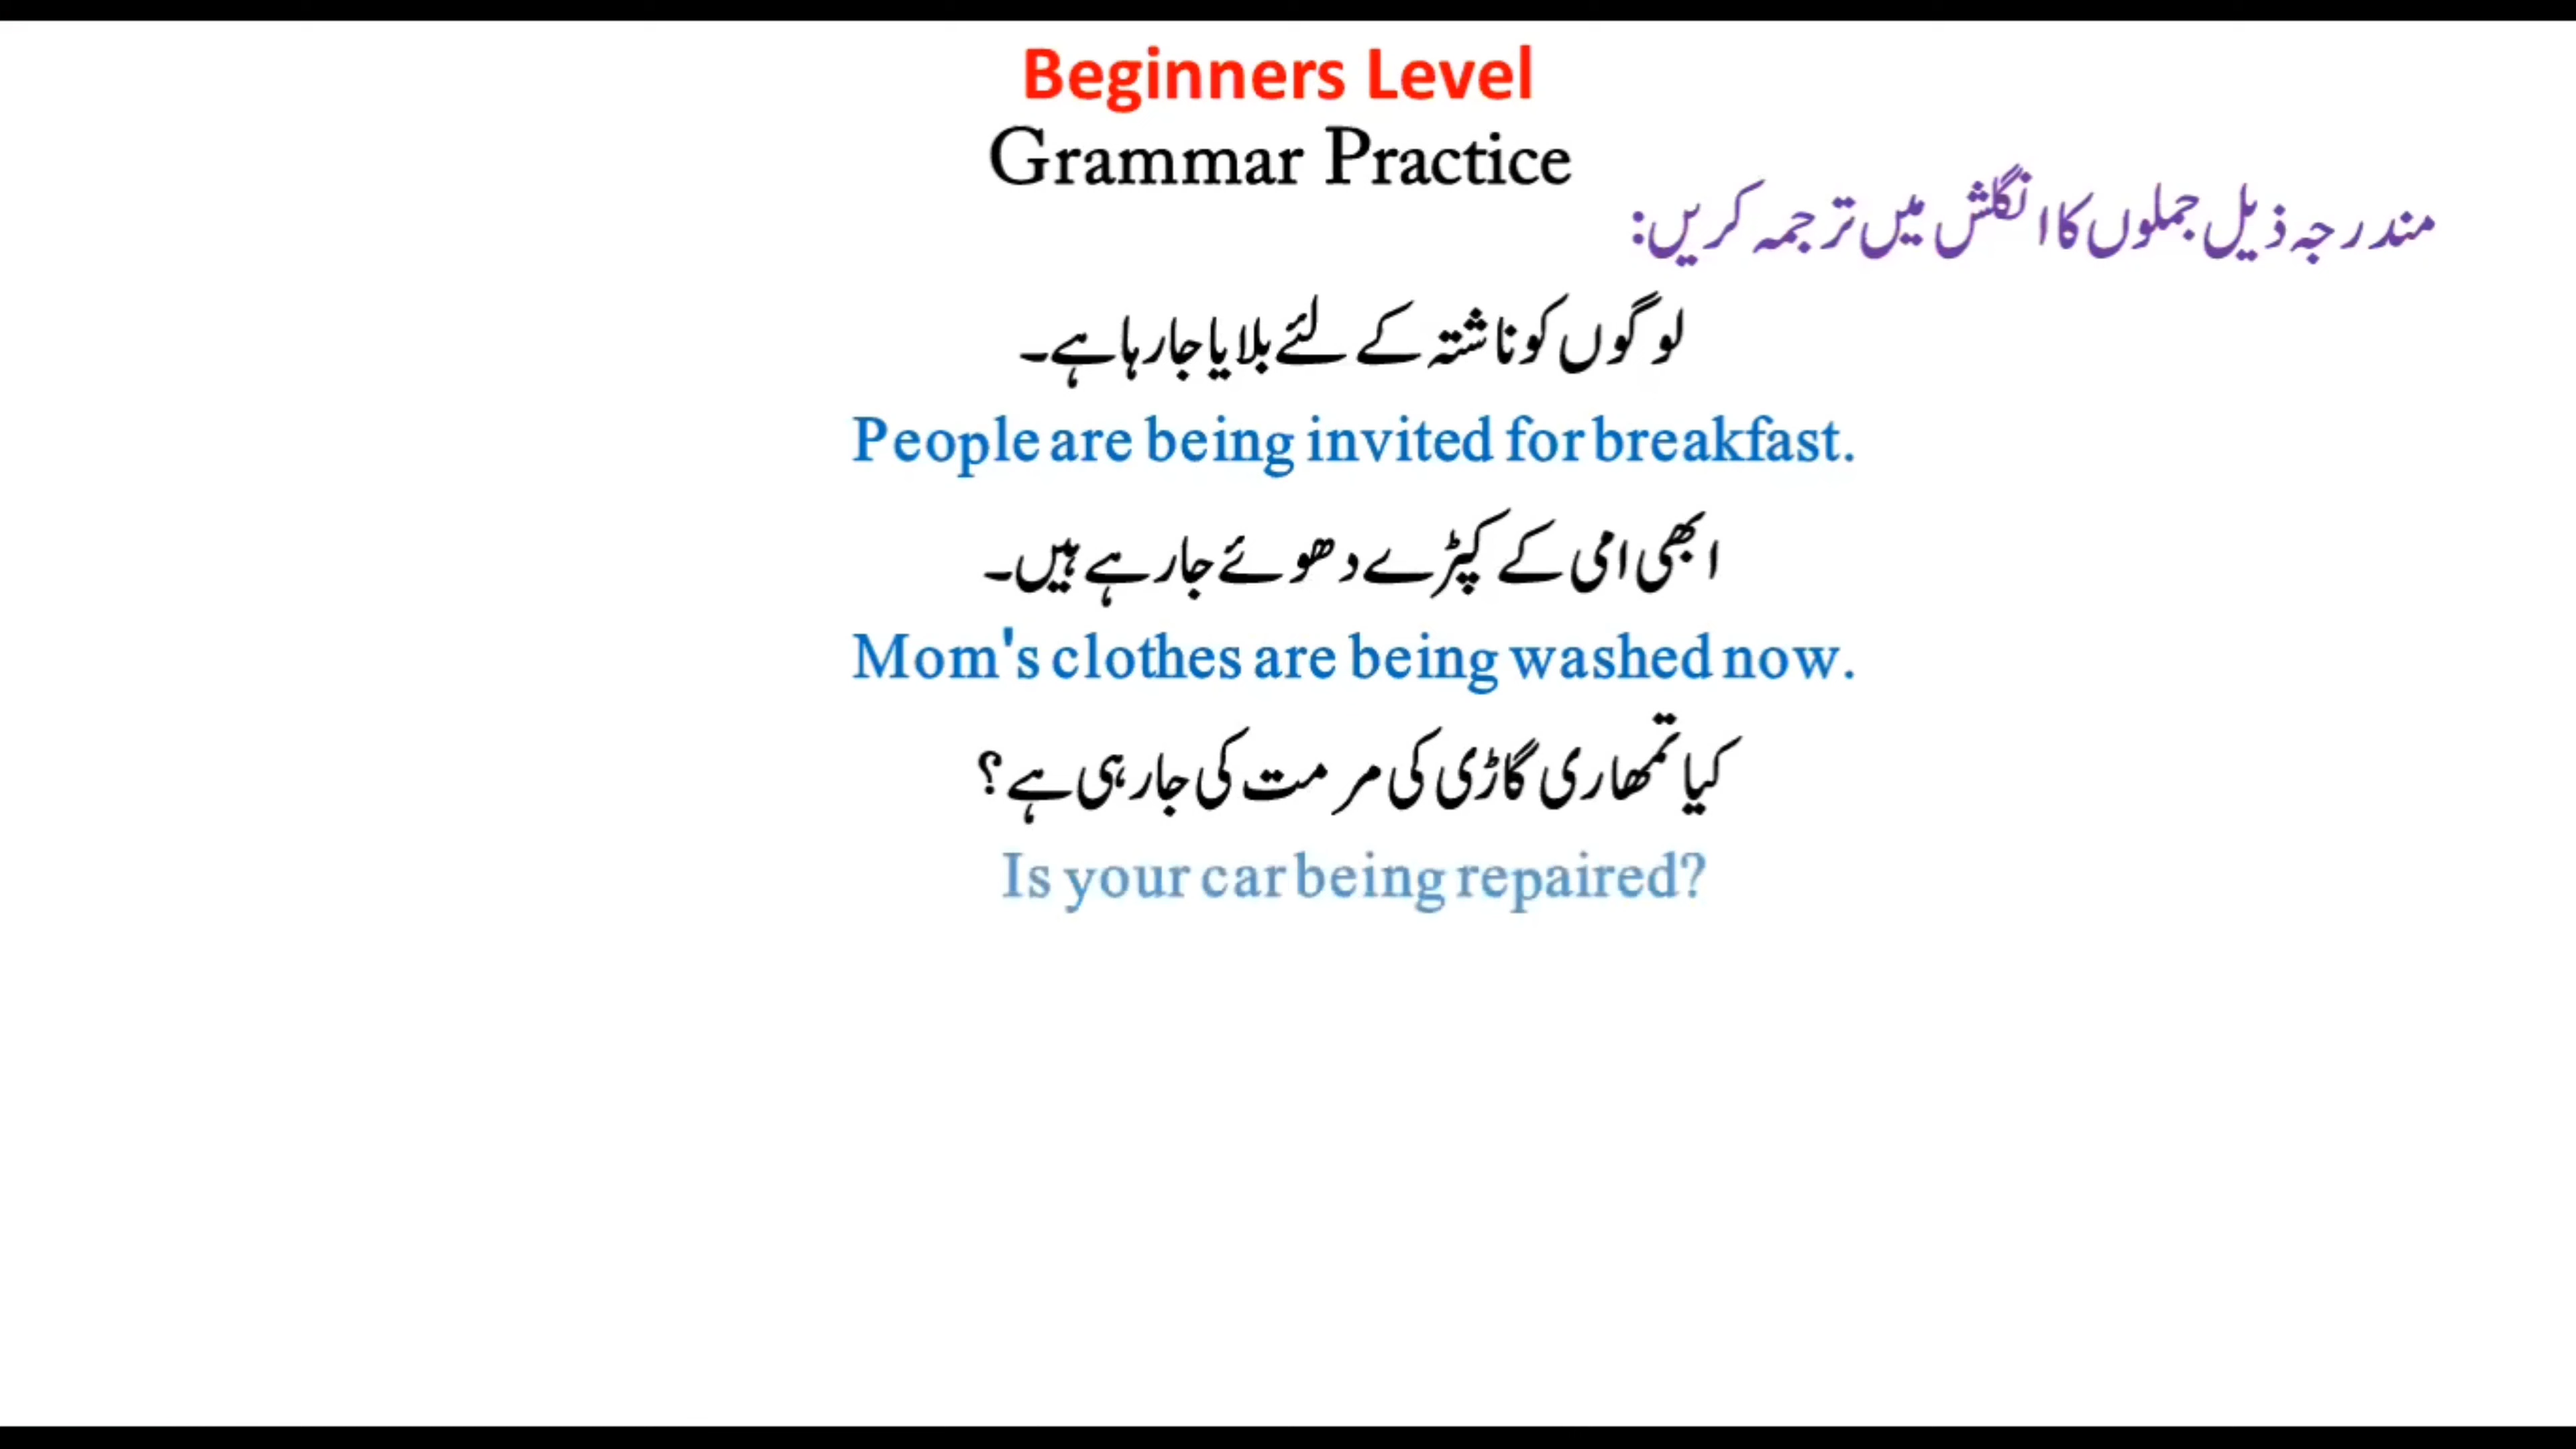 Beginners Level
Grammar Practice
مندرجہ ذیل جملوں کا انگلش میں ترجمہ کریں:
لوگوں کو ناشتہ کے لئے بلایا جا رہا ہے۔
People are being invited for breakfast.
ابھی امی کے کپڑے دھوئے جا رہے ہیں۔
Mom's clothes are being washed now.
کیا تمھاری گاڑی کی مرمت کی جا رہی ہے؟
Is your car being repaired?